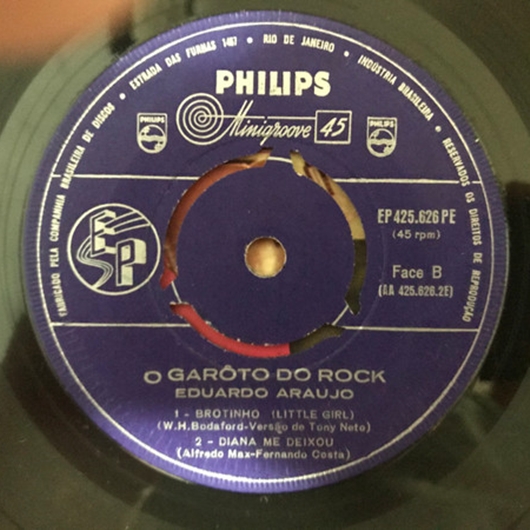 FABRICADO PELA COMPANHIA BRASILEIRA DE DISCOS • ESTRADA DAS FURNAS 1487 • RIO DE JANEIRO • INDÚSTRIA BRASILEIRA • RESERVADOS OS DIREITOS DE REPRODUÇÃO
PHILIPS
Minigroove 45
PHILIPS
PHILIPS
EP
EP 425.626 PE
(45 rpm)
Face B
(AA 425.626.2E)
O GARÔTO DO ROCK
EDUARDO ARAUJO
1 - BROTINHO (LITTLE GIRL)
(W.H.Bodaford-Versão de Tony Neto)
2 - DIANA ME DEIXOU
(Alfredo Max-Fernando Costa)